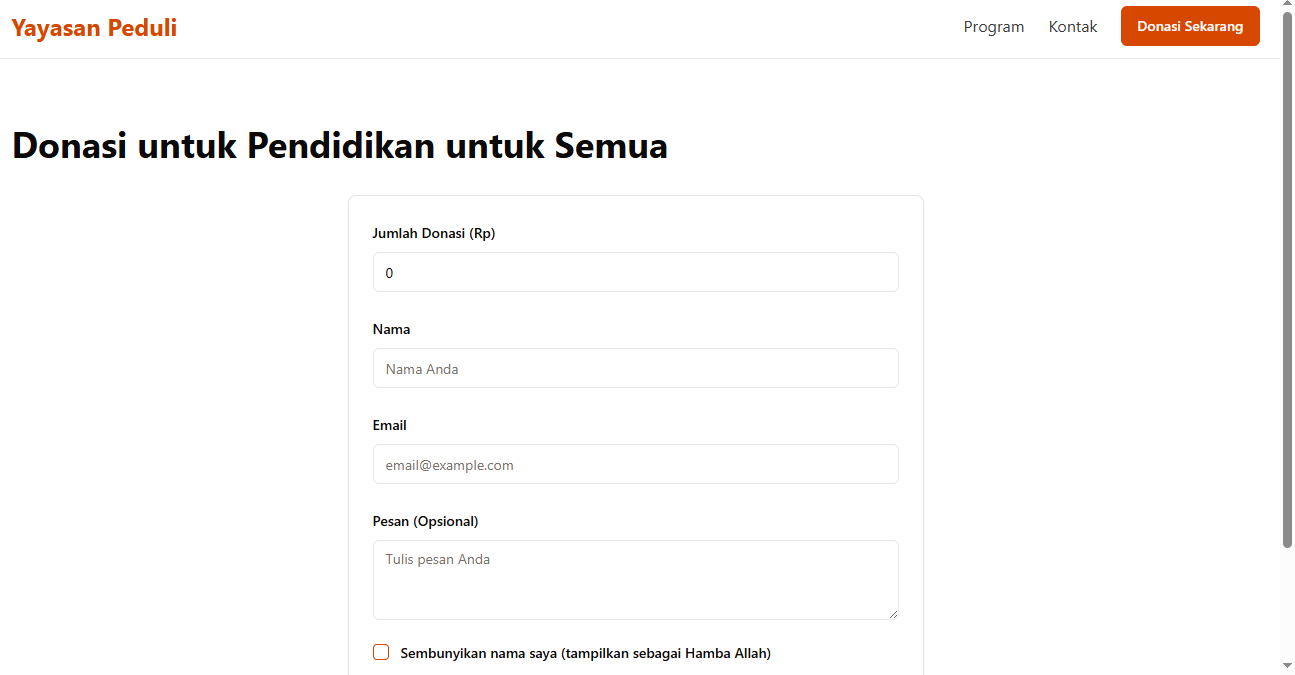 Yayasan Peduli
Program
Kontak
Donasi Sekarang
Donasi untuk Pendidikan untuk Semua
Jumlah Donasi (Rp)
0
Nama
Nama Anda
Email
email@example.com
Pesan (Opsional)
Tulis pesan Anda
Sembunyikan nama saya (tampilkan sebagai Hamba Allah)